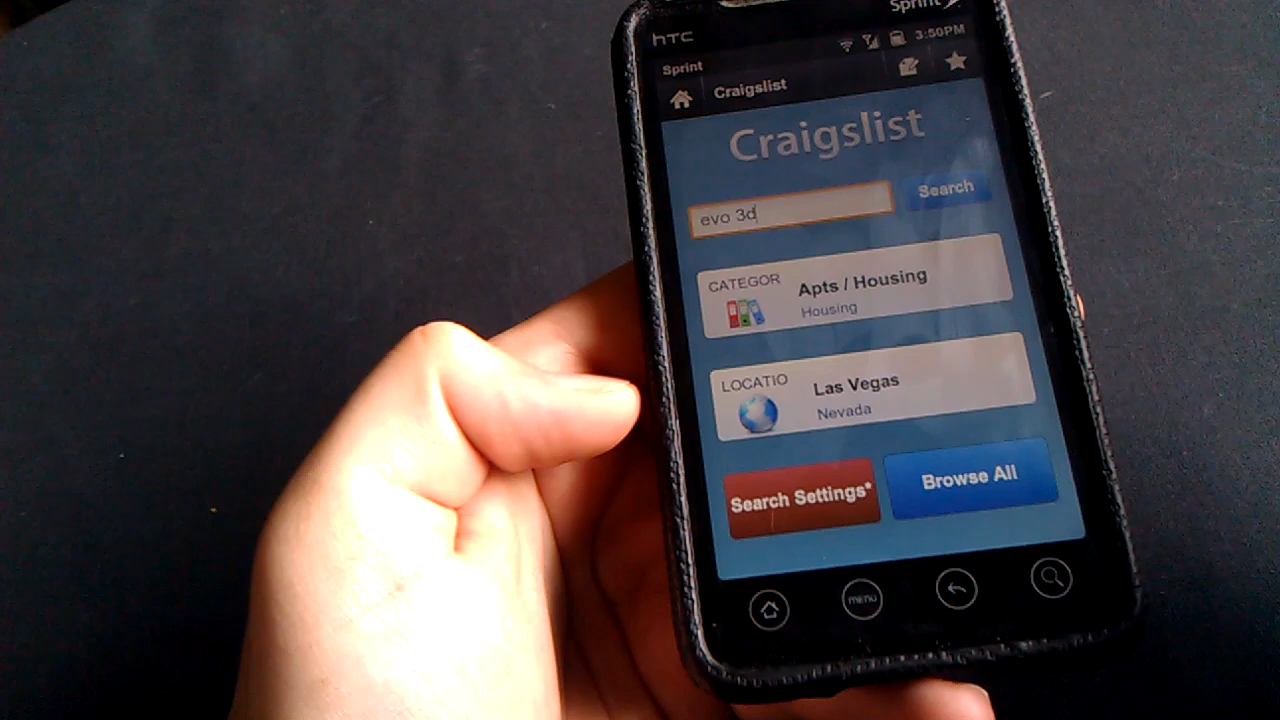 Sprint
hTC
3:50PM
Sprint
Craigslist
Craigslist
evo 3d
Search
CATEGOR
Apts / Housing
Housing
LOCATIO
Las Vegas
Nevada
Search Settings*
Browse All
menu